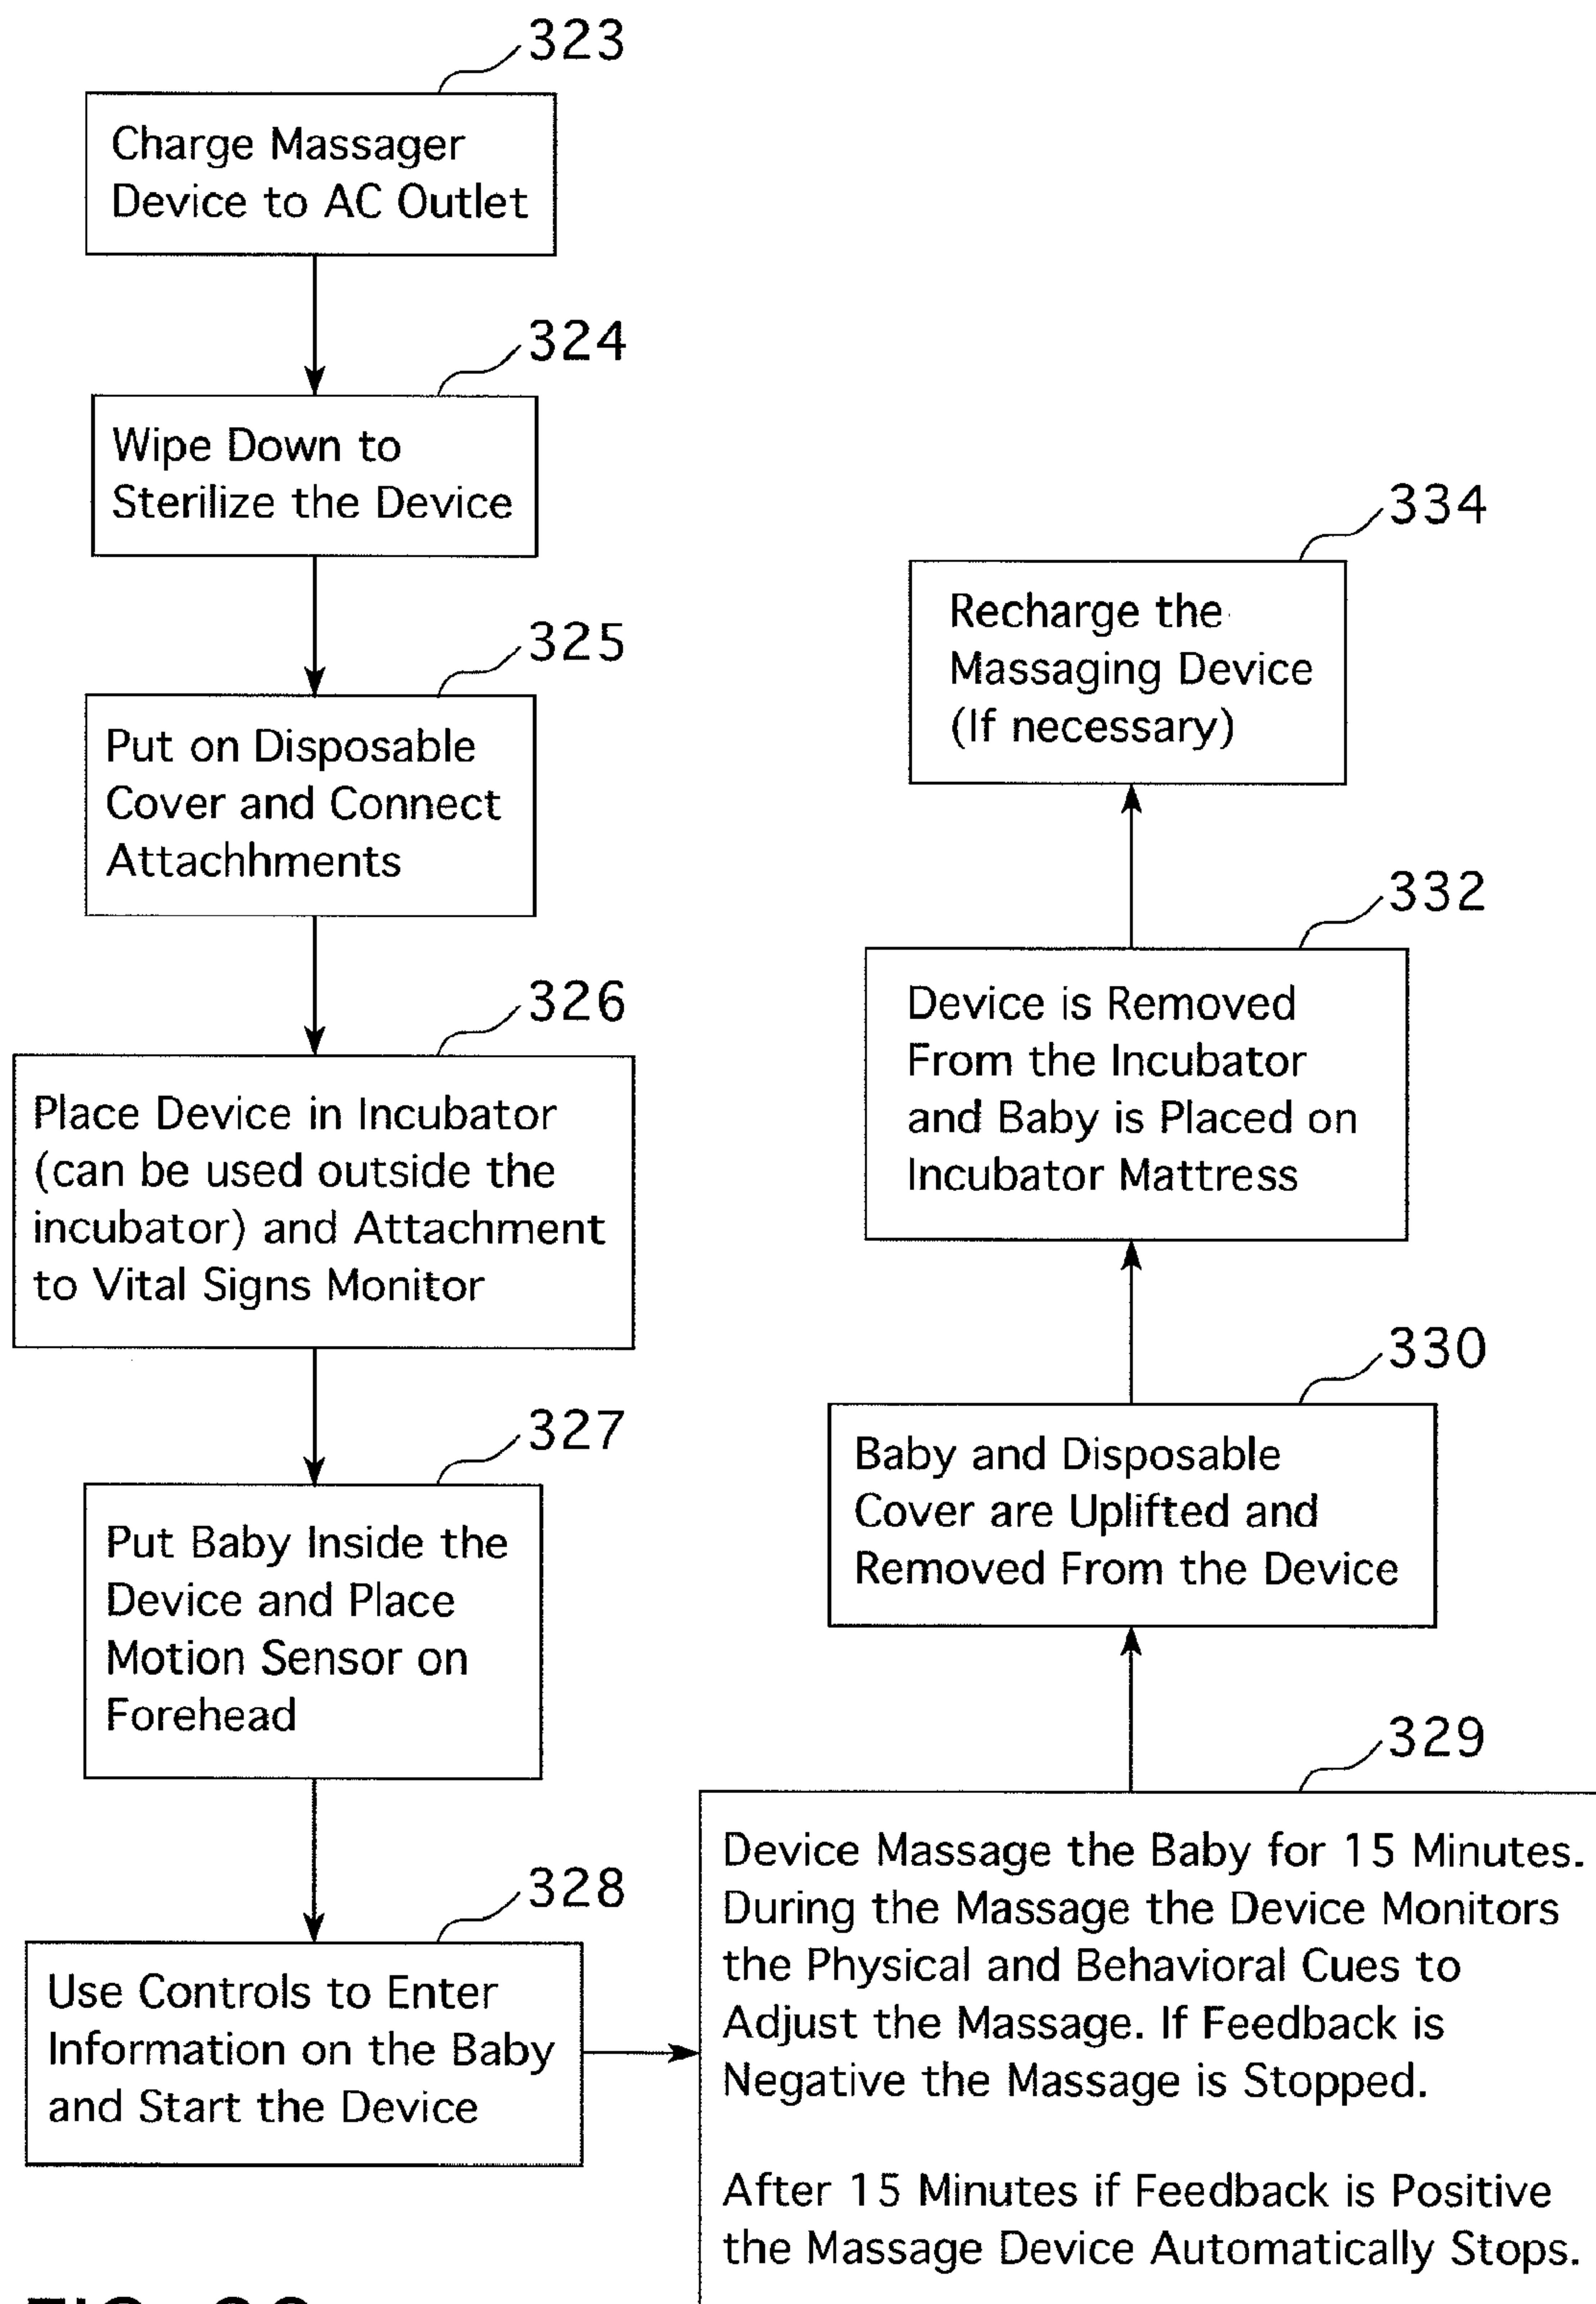 323
Charge Massager
Device to AC Outlet
324
Wipe Down to
Sterilize the Device
325
Put on Disposable
Cover and Connect
Attachhments
326
Place Device in Incubator
(can be used outside the
incubator) and Attachment
to Vital Signs Monitor
327
Put Baby Inside the
Device and Place
Motion Sensor on
Forehead
328
Use Controls to Enter
Information on the Baby
and Start the Device
329
Device Massage the Baby for 15 Minutes.
During the Massage the Device Monitors
the Physical and Behavioral Cues to
Adjust the Massage. If Feedback is
Negative the Massage is Stopped.
After 15 Minutes if Feedback is Positive
the Massage Device Automatically Stops.
330
Baby and Disposable
Cover are Uplifted and
Removed From the Device
332
Device is Removed
From the Incubator
and Baby is Placed on
Incubator Mattress
334
Recharge the
Massaging Device
(If necessary)